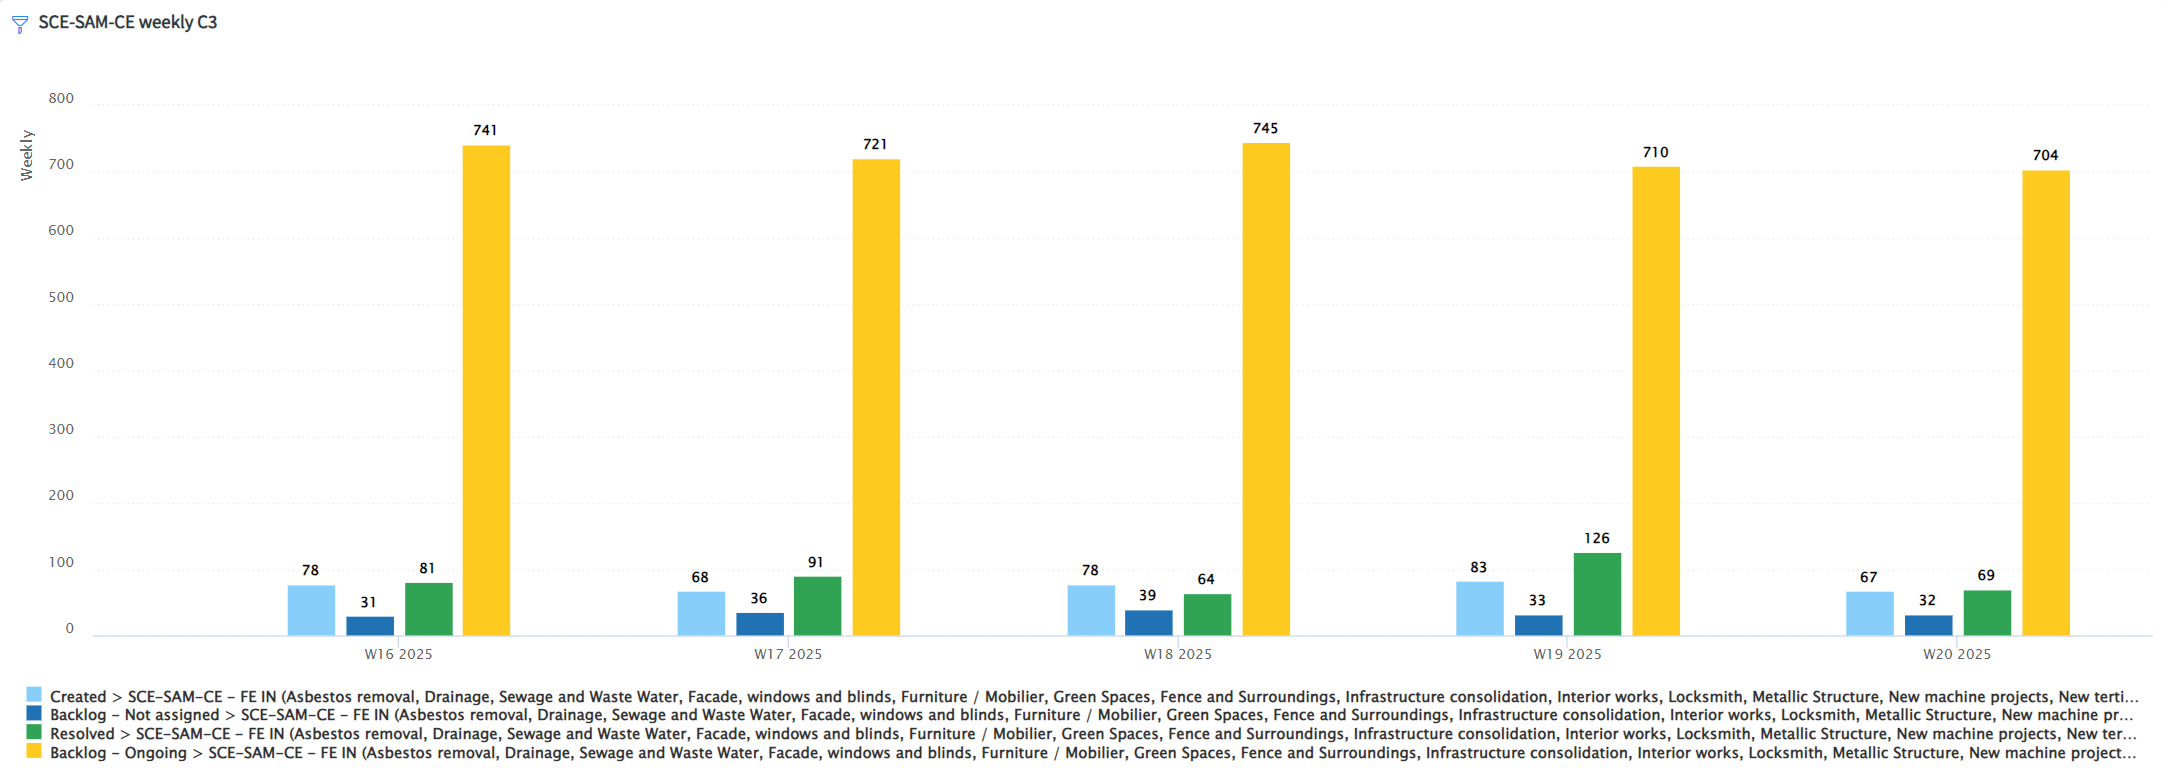 SCE-SAM-CE weekly C3
Weekly
800
700
600
500
400
300
200
100
0
741
721
745
710
704
78
31
81
68
36
91
78
39
64
83
33
126
67
32
69
W16 2025
W17 2025
W18 2025
W19 2025
W20 2025
Created > SCE-SAM-CE - FE IN (Asbestos removal, Drainage, Sewage and Waste Water, Facade, windows and blinds, Furniture / Mobilier, Green Spaces, Fence and Surroundings, Infrastructure consolidation, Interior works, Locksmith, Metallic Structure, New machine projects, New terti...
Backlog - Not assigned > SCE-SAM-CE - FE IN (Asbestos removal, Drainage, Sewage and Waste Water, Facade, windows and blinds, Furniture / Mobilier, Green Spaces, Fence and Surroundings, Infrastructure consolidation, Interior works, Locksmith, Metallic Structure, New machine pr...
Resolved > SCE-SAM-CE - FE IN (Asbestos removal, Drainage, Sewage and Waste Water, Facade, windows and blinds, Furniture / Mobilier, Green Spaces, Fence and Surroundings, Infrastructure consolidation, Interior works, Locksmith, Metallic Structure, New machine projects, New ter...
Backlog - Ongoing > SCE-SAM-CE - FE IN (Asbestos removal, Drainage, Sewage and Waste Water, Facade, windows and blinds, Furniture / Mobilier, Green Spaces, Fence and Surroundings, Infrastructure consolidation, Interior works, Locksmith, Metallic Structure, New machine project...